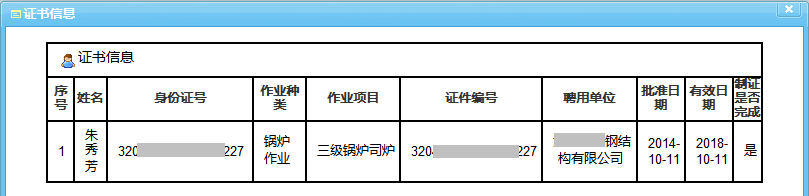 证书信息
证书信息
序号 姓名 身份证号 作业种类 作业项目 证件编号 聘用单位 批准日期 有效日期 制证是否完成
1 朱秀芳 320 227 锅炉作业 三级锅炉司炉 320 227 钢结构有限公司 2014-10-11 2018-10-11 是